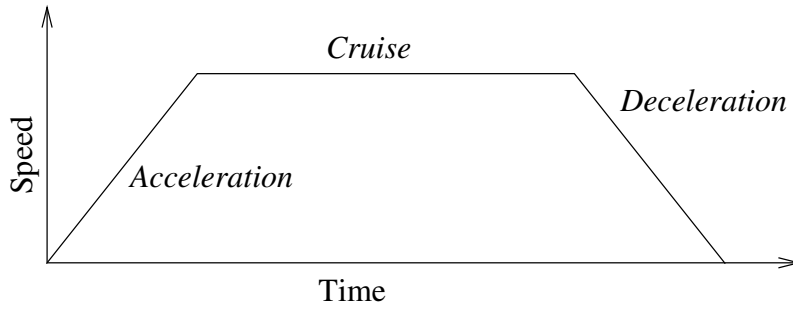 Cruise
Deceleration
Speed
Acceleration
Time